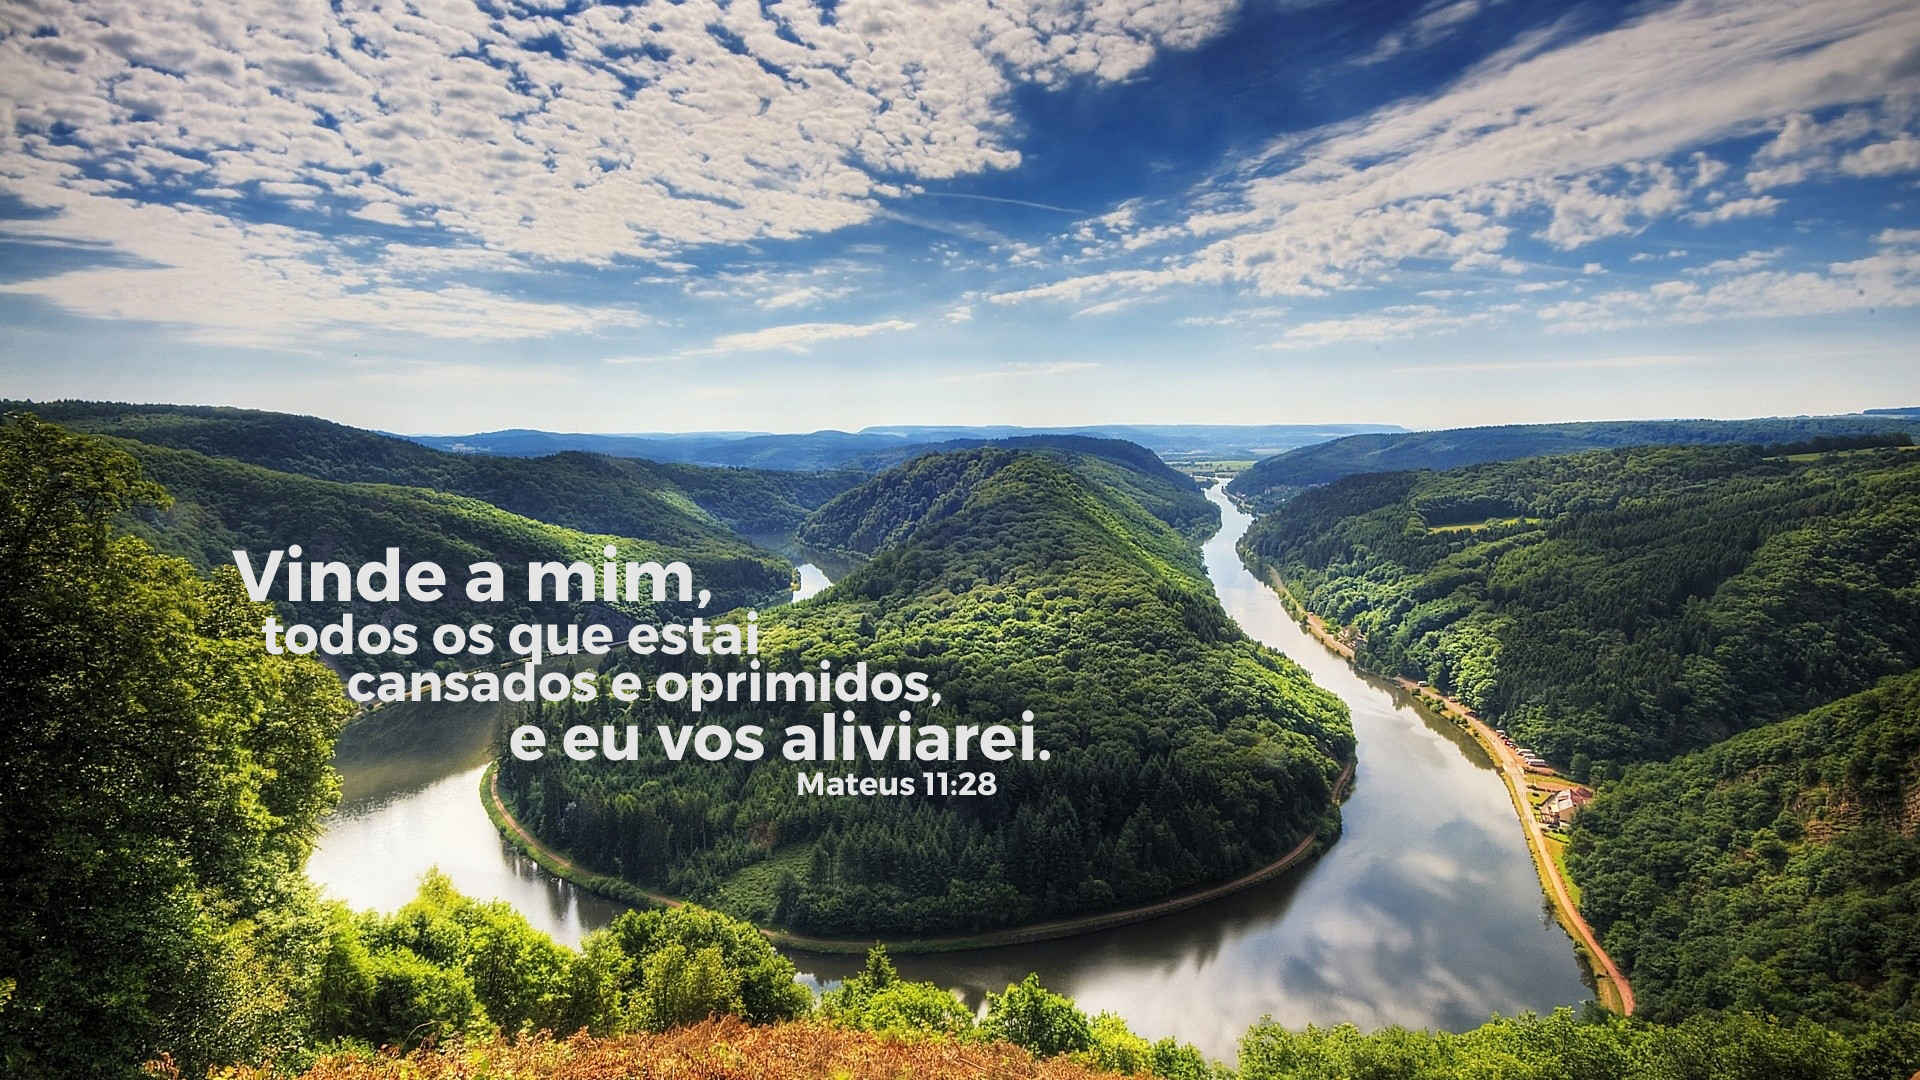 Vinde a mim,
todos os que estai
cansados e oprimidos,
e eu vos aliviarei.
Mateus 11:28